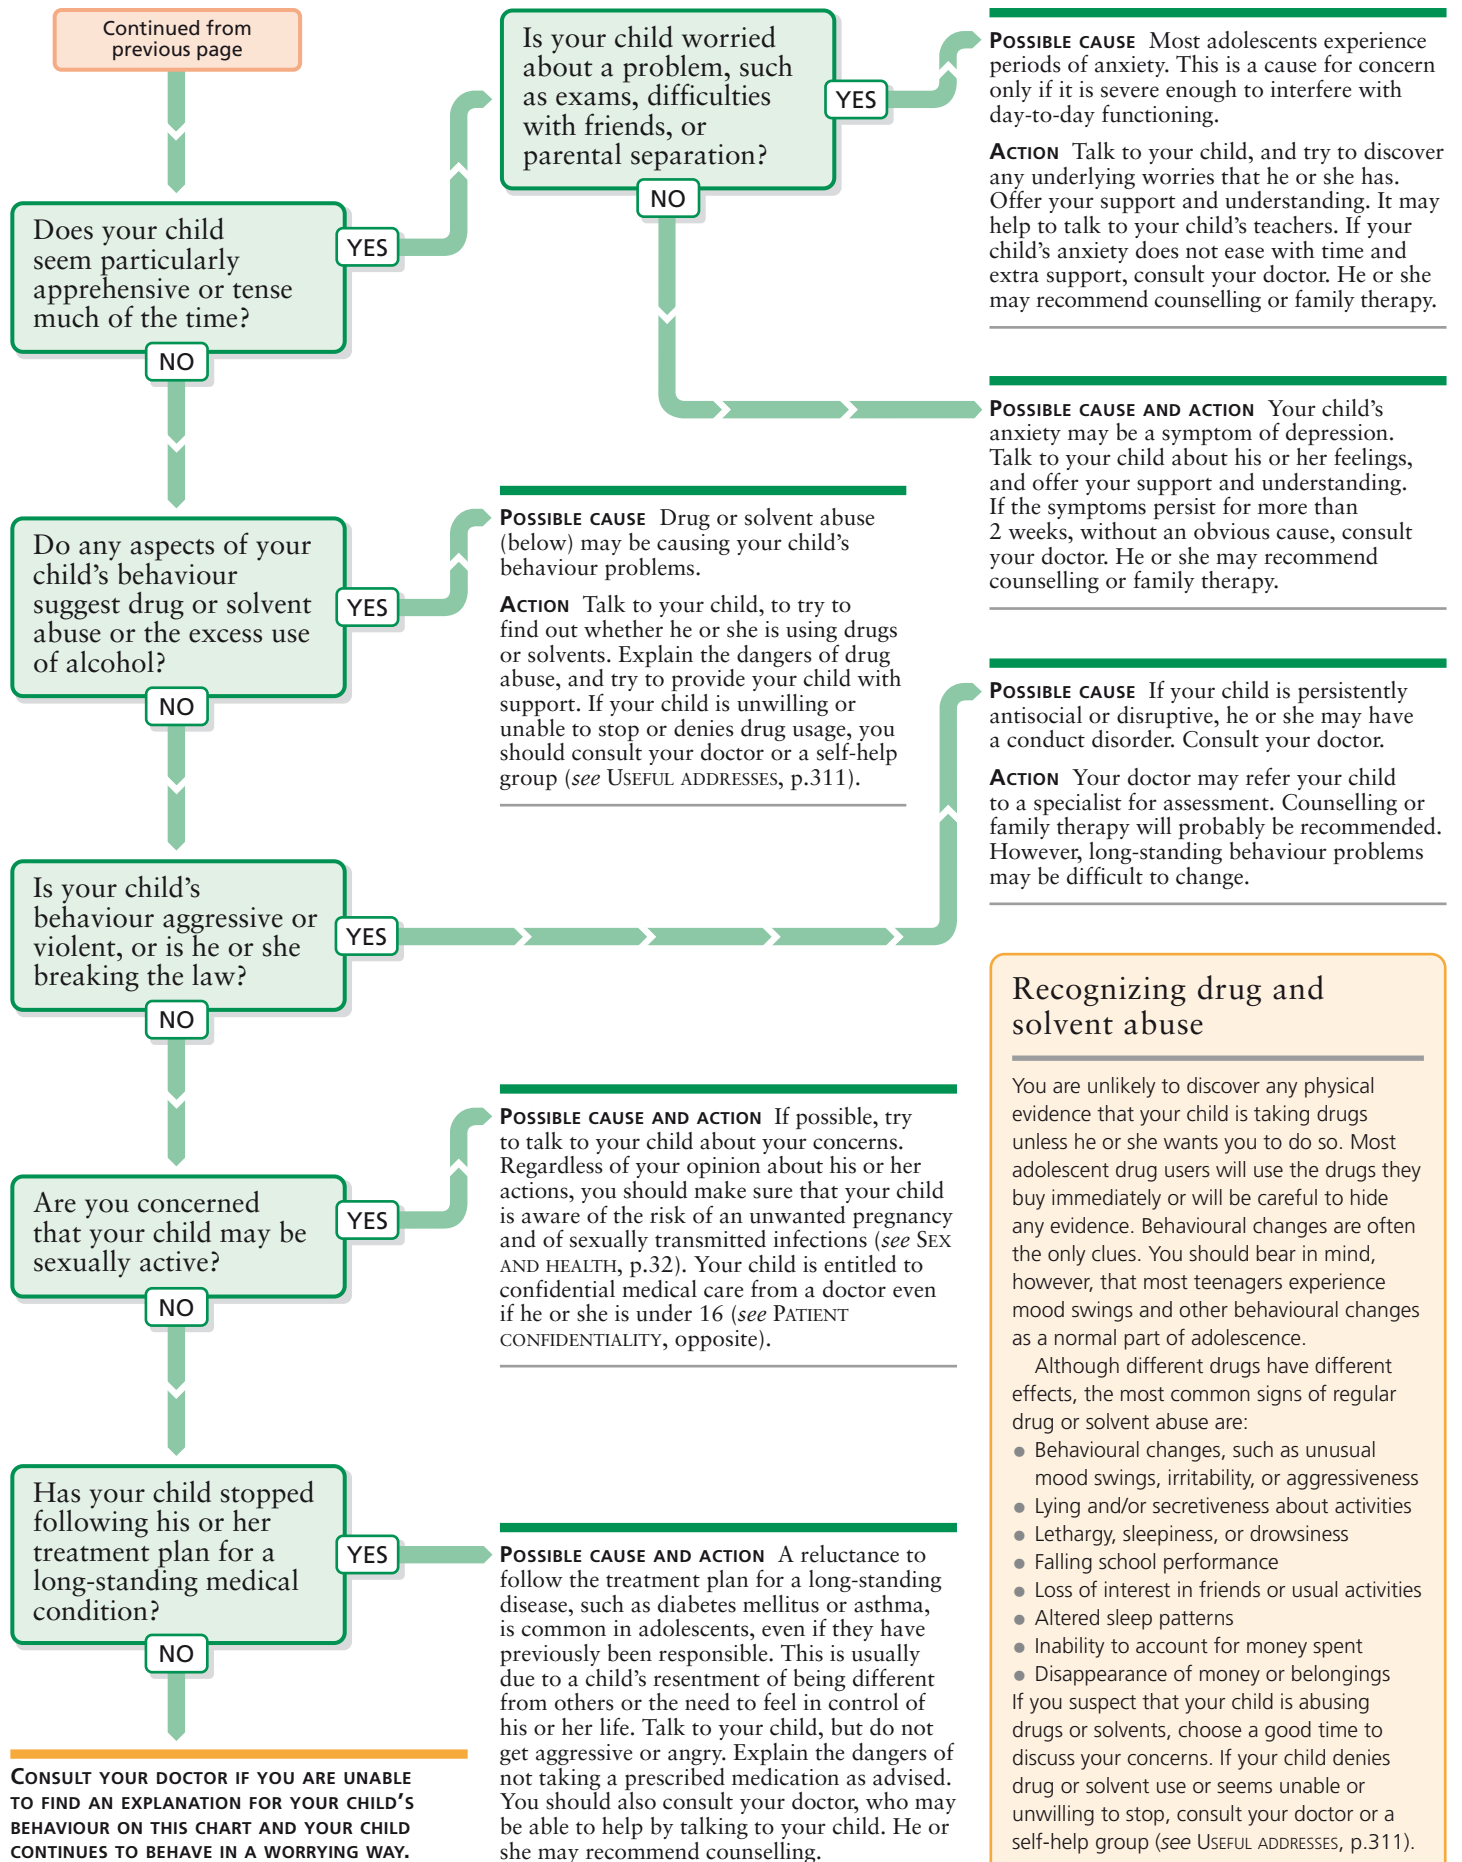 Continued from
previous page
Does your child
seem particularly
apprehensive or tense
much of the time?
YES
NO
Is your child worried
about a problem, such
as exams, difficulties
with friends, or
parental separation?
YES
NO
POSSIBLE CAUSE Most adolescents experience
periods of anxiety. This is a cause for concern
only if it is severe enough to interfere with
day-to-day functioning.
ACTION Talk to your child, and try to discover
any underlying worries that he or she has.
Offer your support and understanding. It may
help to talk to your child's teachers. If your
child's anxiety does not ease with time and
extra support, consult your doctor. He or she
may recommend counselling or family therapy.
POSSIBLE CAUSE AND ACTION Your child's
anxiety may be a symptom of depression.
Talk to your child about his or her feelings,
and offer your support and understanding.
If the symptoms persist for more than
2 weeks, without an obvious cause, consult
your doctor. He or she may recommend
counselling or family therapy.
Do any aspects of your
child's behaviour
suggest drug or solvent
abuse or the excess use
of alcohol?
YES
NO
POSSIBLE CAUSE Drug or solvent abuse
(below) may be causing your child's
behaviour problems.
ACTION Talk to your child, to try to
find out whether he or she is using drugs
or solvents. Explain the dangers of drug
abuse, and try to provide your child with
support. If your child is unwilling or
unable to stop or denies drug usage, you
should consult your doctor or a self-help
group (see USEFUL ADDRESSES, p.311).
Is your child's
behaviour aggressive or
violent, or is he or she
breaking the law?
YES
NO
POSSIBLE CAUSE If your child is persistently
antisocial or disruptive, he or she may have
a conduct disorder. Consult your doctor.
ACTION Your doctor may refer your child
to a specialist for assessment. Counselling or
family therapy will probably be recommended.
However, long-standing behaviour problems
may be difficult to change.
Are you concerned
that your child may be
sexually active?
YES
NO
POSSIBLE CAUSE AND ACTION If possible, try
to talk to your child about your concerns.
Regardless of your opinion about his or her
actions, you should make sure that your child
is aware of the risk of an unwanted pregnancy
and of sexually transmitted infections (see SEX
AND HEALTH, p.32). Your child is entitled to
confidential medical care from a doctor even
if he or she is under 16 (see PATIENT
CONFIDENTIALITY, opposite).
Has your child stopped
following his or her
treatment plan for a
long-standing medical
condition?
YES
NO
POSSIBLE CAUSE AND ACTION A reluctance to
follow the treatment plan for a long-standing
disease, such as diabetes mellitus or asthma,
is common in adolescents, even if they have
previously been responsible. This is usually
due to a child's resentment of being different
from others or the need to feel in control of
his or her life. Talk to your child, but do not
get aggressive or angry. Explain the dangers of
not taking a prescribed medication as advised.
You should also consult your doctor, who may
be able to help by talking to your child. He or
she may recommend counselling.
CONSULT YOUR DOCTOR IF YOU ARE UNABLE
TO FIND AN EXPLANATION FOR YOUR CHILD'S
BEHAVIOUR ON THIS CHART AND YOUR CHILD
CONTINUES TO BEHAVE IN A WORRYING WAY.
Recognizing drug and
solvent abuse
You are unlikely to discover any physical
evidence that your child is taking drugs
unless he or she wants you to do so. Most
adolescent drug users will use the drugs they
buy immediately or will be careful to hide
any evidence. Behavioural changes are often
the only clues. You should bear in mind,
however, that most teenagers experience
mood swings and other behavioural changes
as a normal part of adolescence.
Although different drugs have different
effects, the most common signs of regular
drug or solvent abuse are:
● Behavioural changes, such as unusual
mood swings, irritability, or aggressiveness
● Lying and/or secretiveness about activities
● Lethargy, sleepiness, or drowsiness
● Falling school performance
● Loss of interest in friends or usual activities
● Altered sleep patterns
● Inability to account for money spent
● Disappearance of money or belongings
If you suspect that your child is abusing
drugs or solvents, choose a good time to
discuss your concerns. If your child denies
drug or solvent use or seems unable or
unwilling to stop, consult your doctor or a
self-help group (see USEFUL ADDRESSES, p.311).